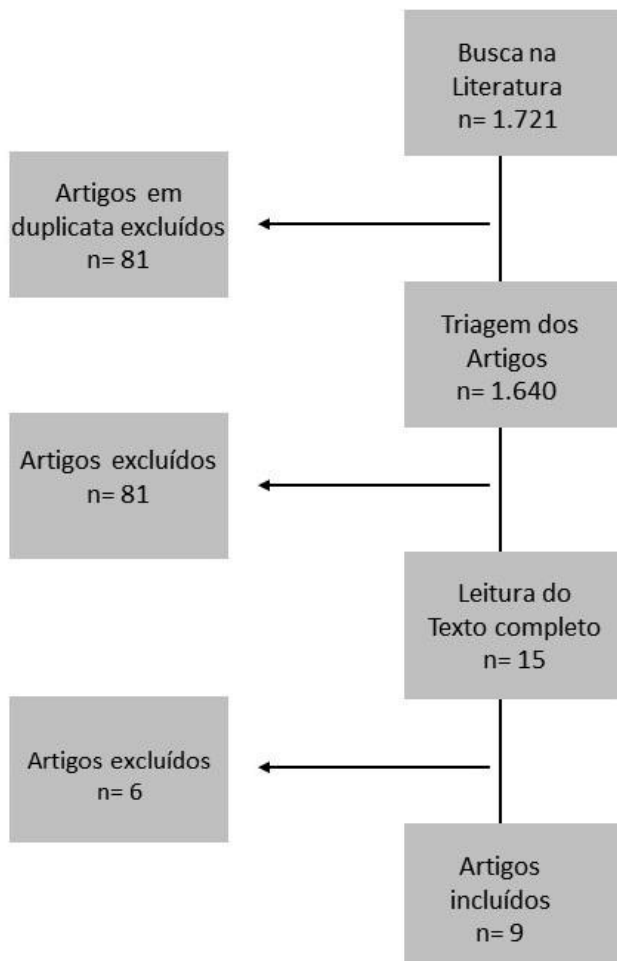 Busca na
Literatura
n= 1.721
Artigos em
duplicata excluídos
n= 81
Triagem dos
Artigos
n= 1.640
Artigos excluídos
n= 81
Leitura do
Texto completo
n= 15
Artigos excluídos
n= 6
Artigos
incluídos
n= 9